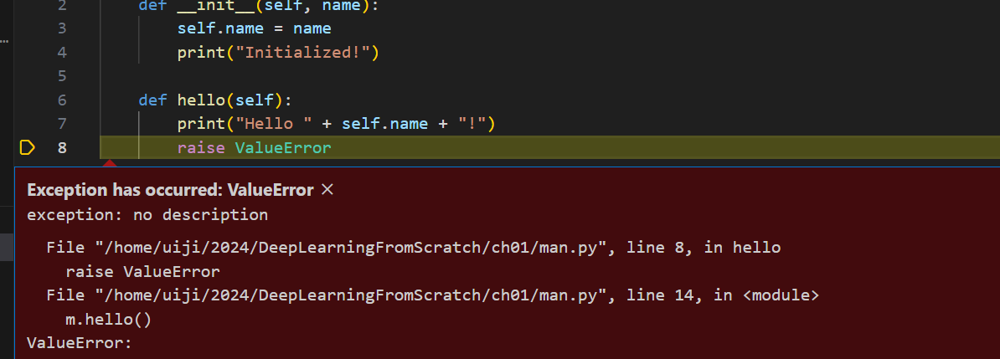 2 def __init__(self, name):
3 self.name = name
4 print("Initialized!")
5
6 def hello(self):
7 print("Hello " + self.name + "!")
8 raise ValueError
Exception has occurred: ValueError ×
exception: no description
File "/home/uiji/2024/DeepLearningFromScratch/ch01/man.py", line 8, in hello
raise ValueError
File "/home/uiji/2024/DeepLearningFromScratch/ch01/man.py", line 14, in <module>
m.hello()
ValueError: